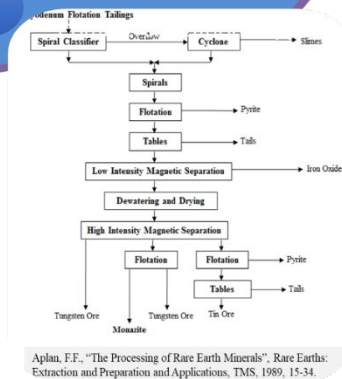 Flotation Tailings
Spiral Classifier
Overflow
Cyclone
Slimes
Spirals
Flotation
Pyrite
Tables
Tails
Low Intensity Magnetic Separation
Iron Oxide
Dewatering and Drying
High Intensity Magnetic Separation
Flotation
Flotation
Pyrite
Tables
Tails
Tungsten Ore
Tungsten Ore
Tin Ore
Monazite
Aplan, F.F., “The Processing of Rare Earth Minerals”, Rare Earths:
Extraction and Preparation and Applications, TMS, 1989, 15-34.